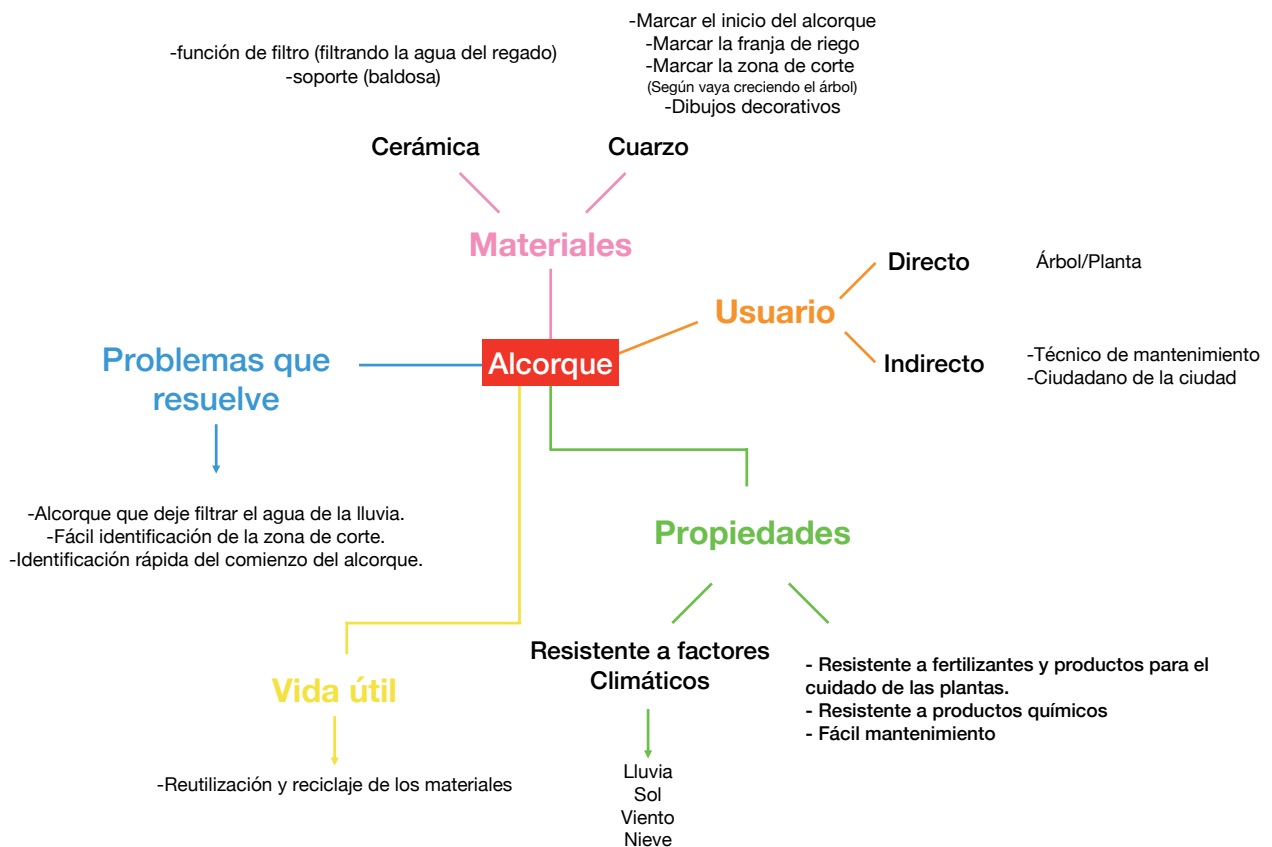 -función de filtro (filtrando la agua del regado)
-soporte (baldosa)
-Marcar el inicio del alcorque
-Marcar la franja de riego
-Marcar la zona de corte
(Según vaya creciendo el árbol)
-Dibujos decorativos
Cerámica
Cuarzo
Materiales
Usuario
Directo
Árbol/Planta
Indirecto
-Técnico de mantenimiento
-Ciudadano de la ciudad
Alcorque
Problemas que
resuelve
-Alcorque que deje filtrar el agua de la lluvia.
-Fácil identificación de la zona de corte.
-Identificación rápida del comienzo del alcorque.
Propiedades
Resistente a factores
Climáticos
Lluvia
Sol
Viento
Nieve
- Resistente a fertilizantes y productos para el
cuidado de las plantas.
- Resistente a productos químicos
- Fácil mantenimiento
Vida útil
-Reutilización y reciclaje de los materiales